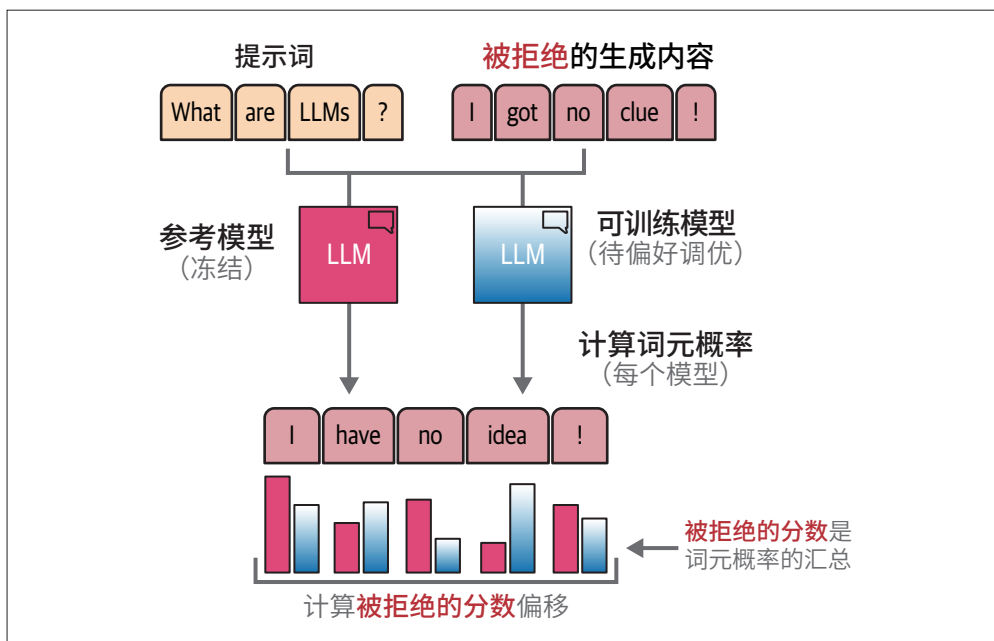 提示词
被拒绝的生成内容
What are LLMs ?
I got no clue !
参考模型
（冻结）
LLM
LLM
可训练模型
（待偏好调优）
计算词元概率
（每个模型）
I have no idea !
被拒绝的分数是
词元概率的汇总
计算被拒绝的分数偏移